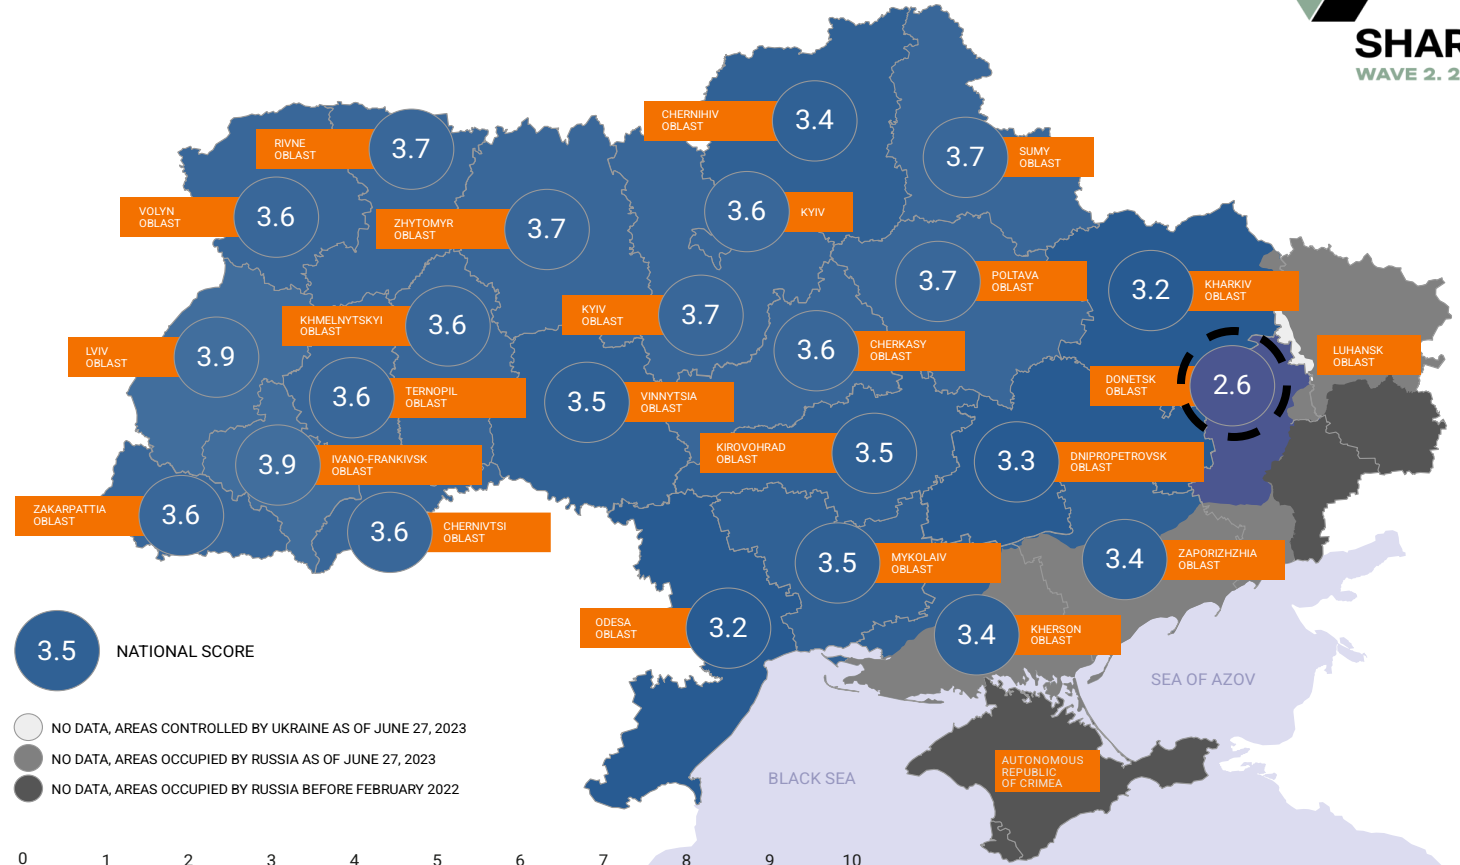 SHAR
WAVE 2. 2
CHERNIHIV
OBLAST
3.4
RIVNE
OBLAST
3.7
3.7
SUMY
OBLAST
VOLYN
OBLAST
3.6
ZHYTOMYR
OBLAST
3.7
3.6
KYIV
3.7
POLTAVA
OBLAST
3.2
KHARKIV
OBLAST
KHMELNYTSKYI
OBLAST
3.6
KYIV
OBLAST
3.7
3.6
CHERKASY
OBLAST
LVIV
OBLAST
3.9
LUHANSK
OBLAST
DONETSK
OBLAST
2.6
3.6
TERNOPIL
OBLAST
3.5
VINNYTSIA
OBLAST
KIROVOHRAD
OBLAST
3.5
3.3
DNIPROPETROVSK
OBLAST
3.9
IVANO-FRANKIVSK
OBLAST
ZAKARPATTIA
OBLAST
3.6
3.6
CHERNIVTSI
OBLAST
3.5
MYKOLAIV
OBLAST
3.4
ZAPORIZHZHIA
OBLAST
ODESA
OBLAST
3.2
3.4
KHERSON
OBLAST
3.5
NATIONAL SCORE
SEA OF AZOV
NO DATA, AREAS CONTROLLED BY UKRAINE AS OF JUNE 27, 2023
NO DATA, AREAS OCCUPIED BY RUSSIA AS OF JUNE 27, 2023
NO DATA, AREAS OCCUPIED BY RUSSIA BEFORE FEBRUARY 2022
BLACK SEA
AUTONOMOUS
REPUBLIC
OF CRIMEA
0 1 2 3 4 5 6 7 8 9 10